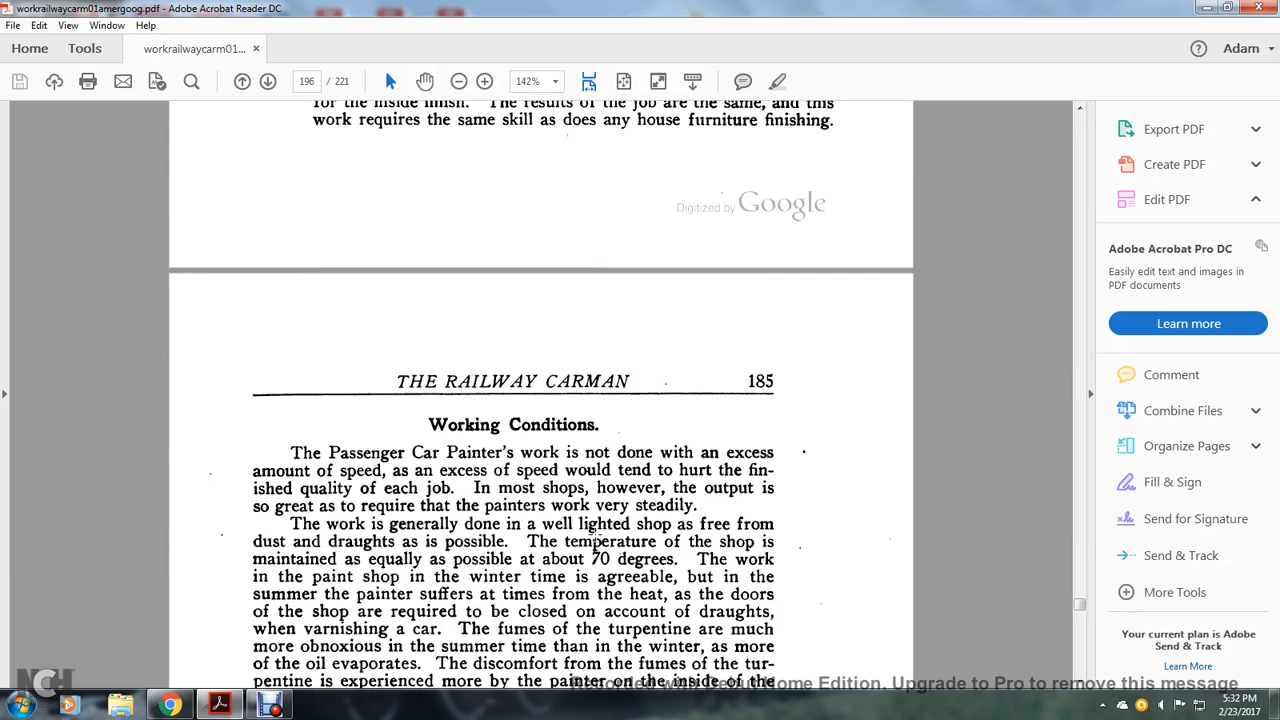 workrailwaycarm01amergoog.pdf - Adobe Acrobat Reader DC
File Edit View Window Help
Home Tools workrailwaycarm01... × Adam
196 / 221 142%
for the inside finish. The results of the job are the same, and this
work requires the same skill as does any house furniture finishing.
Digitized by Google
THE RAILWAY CARMAN 185
Working Conditions.
The Passenger Car Painter's work is not done with an excess
amount of speed, as an excess of speed would tend to hurt the fin-
ished quality of each job. In most shops, however, the output is
so great as to require that the painters work very steadily.
The work is generally done in a well lighted shop as free from
dust and draughts as is possible. The temperature of the shop is
maintained as equally as possible at about 70 degrees. The work
in the paint shop in the winter time is agreeable, but in the
summer the painter suffers at times from the heat, as the doors
of the shop are required to be closed on account of draughts,
when varnishing a car. The fumes of the turpentine are much
more obnoxious in the summer time than in the winter, as more
of the oil evaporates. The discomfort from the fumes of the tur-
pentine is experienced more by the painter on the inside of the
Export PDF
Create PDF
Edit PDF
Adobe Acrobat Pro DC
Easily edit text and images in
PDF documents
Learn more
Comment
Combine Files
Organize Pages
Fill & Sign
Send for Signature
Send & Track
More Tools
Your current plan is Adobe
Send & Track
Learn More
NCH
Home Edition. Upgrade to Pro to remove this message
5:32 PM
2/23/2017